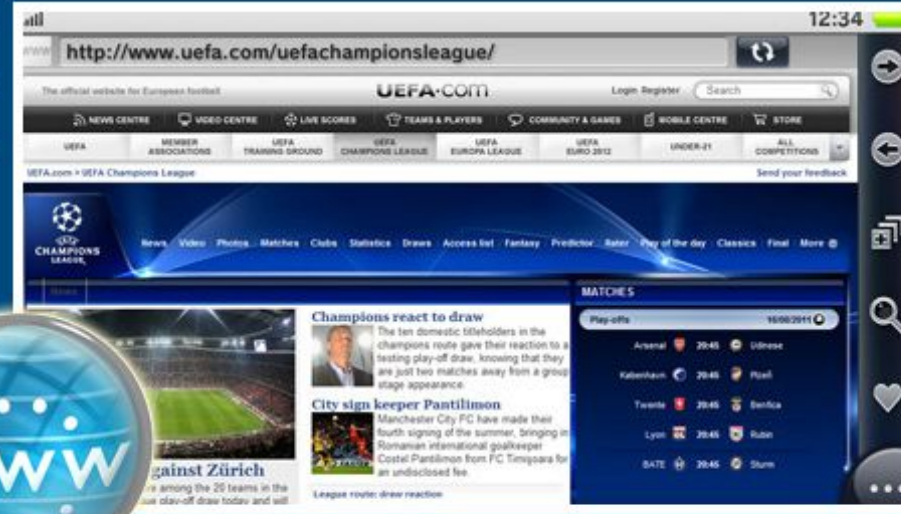 12:34
www http://www.uefa.com/uefachampionsleague/
The official website for European football
UEFA·COM
Login Register
Search
NEWS CENTRE VIDEO CENTRE LIVE SCORES TEAMS & PLAYERS COMMUNITY & GAMES MOBILE CENTRE STORE
UEFA
MEMBER ASSOCIATIONS
UEFA TRAINING GROUND
UEFA CHAMPIONS LEAGUE
UEFA EUROPA LEAGUE
UEFA EURO 2012
UNDER-21
ALL COMPETITIONS
UEFA.com > UEFA Champions League
Send your feedback
UEFA
CHAMPIONS
LEAGUE
News Video Photos Matches Clubs Statistics Draws Access list Fantasy Predictor Rater Play of the day Classics Final More
News
Champions react to draw
The ten domestic titleholders in the
champions route gave their reaction to a
testing play-off draw, knowing that they
are just two matches away from a group
stage appearance.
City sign keeper Pantilimon
Manchester City FC have made their
fourth signing of the summer, bringing in
Romanian international goalkeeper
Costel Pantilimon from FC Timişoara for
an undisclosed fee.
League route: draw reaction
against Zürich
are among the 20 teams in the
play-off draw today and will
MATCHES
Play-offs 16/08/2011
Arsenal 20:45 Udinese
København 20:45 Plzeň
Twente 20:45 Benfica
Lyon 20:45 Rubin
BATE 20:45 Sturm
WW